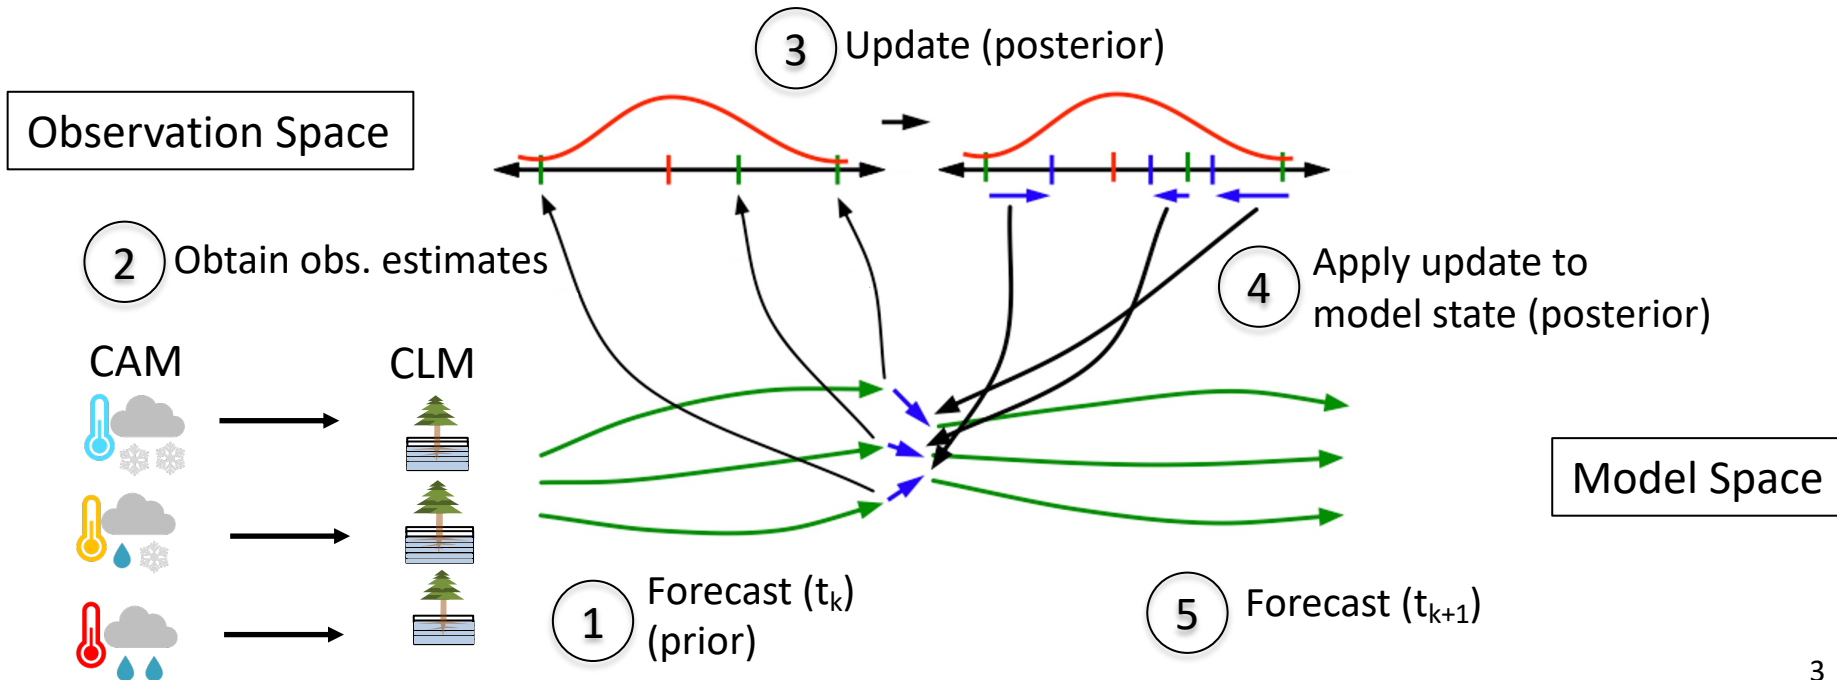 3 Update (posterior)
Observation Space
2 Obtain obs. estimates
4 Apply update to
model state (posterior)
CAM
CLM
Model Space
1 Forecast (tₖ)
(prior)
5 Forecast (tₖ₊₁)
3